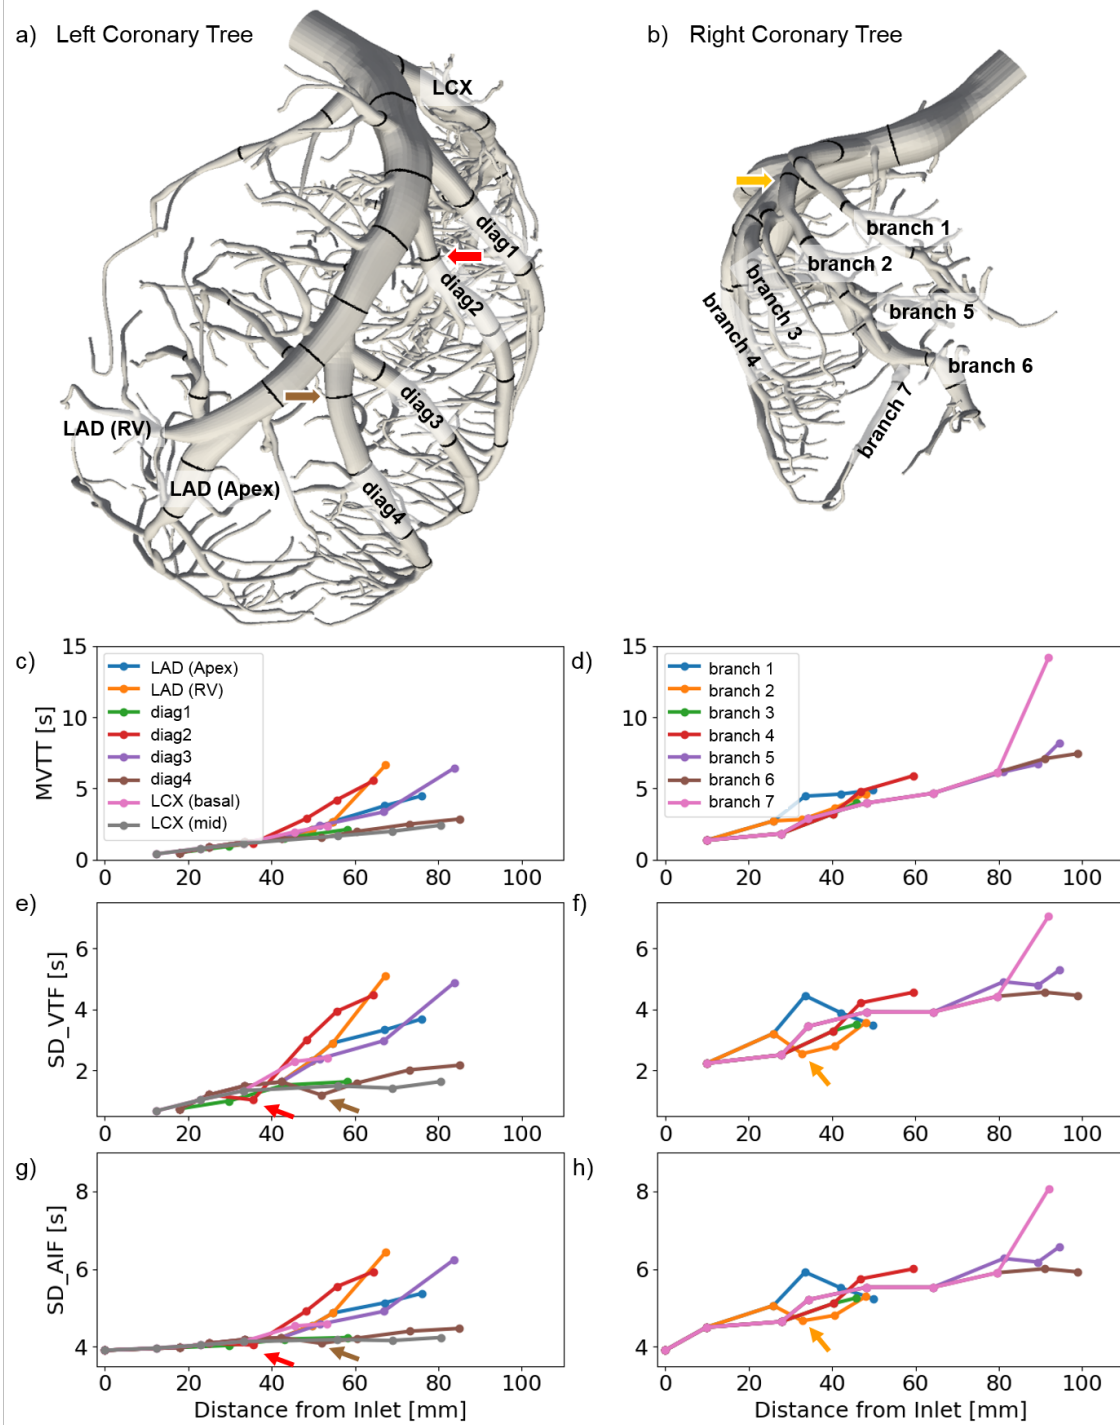 a) Left Coronary Tree
b) Right Coronary Tree
LCX
diag1
diag2
diag3
diag4
LAD (RV)
LAD (Apex)
branch 1
branch 2
branch 3
branch 4
branch 5
branch 6
branch 7
c)
MVTT [s]
15
10
5
0
LAD (Apex)
LAD (RV)
diag1
diag2
diag3
diag4
LCX (basal)
LCX (mid)
0 20 40 60 80 100
d)
15
10
5
0
branch 1
branch 2
branch 3
branch 4
branch 5
branch 6
branch 7
0 20 40 60 80 100
e)
SD_VTF [s]
6
4
2
0 20 40 60 80 100
f)
6
4
2
0 20 40 60 80 100
g)
SD_AIF [s]
8
6
4
0 20 40 60 80 100
Distance from Inlet [mm]
h)
8
6
4
0 20 40 60 80 100
Distance from Inlet [mm]